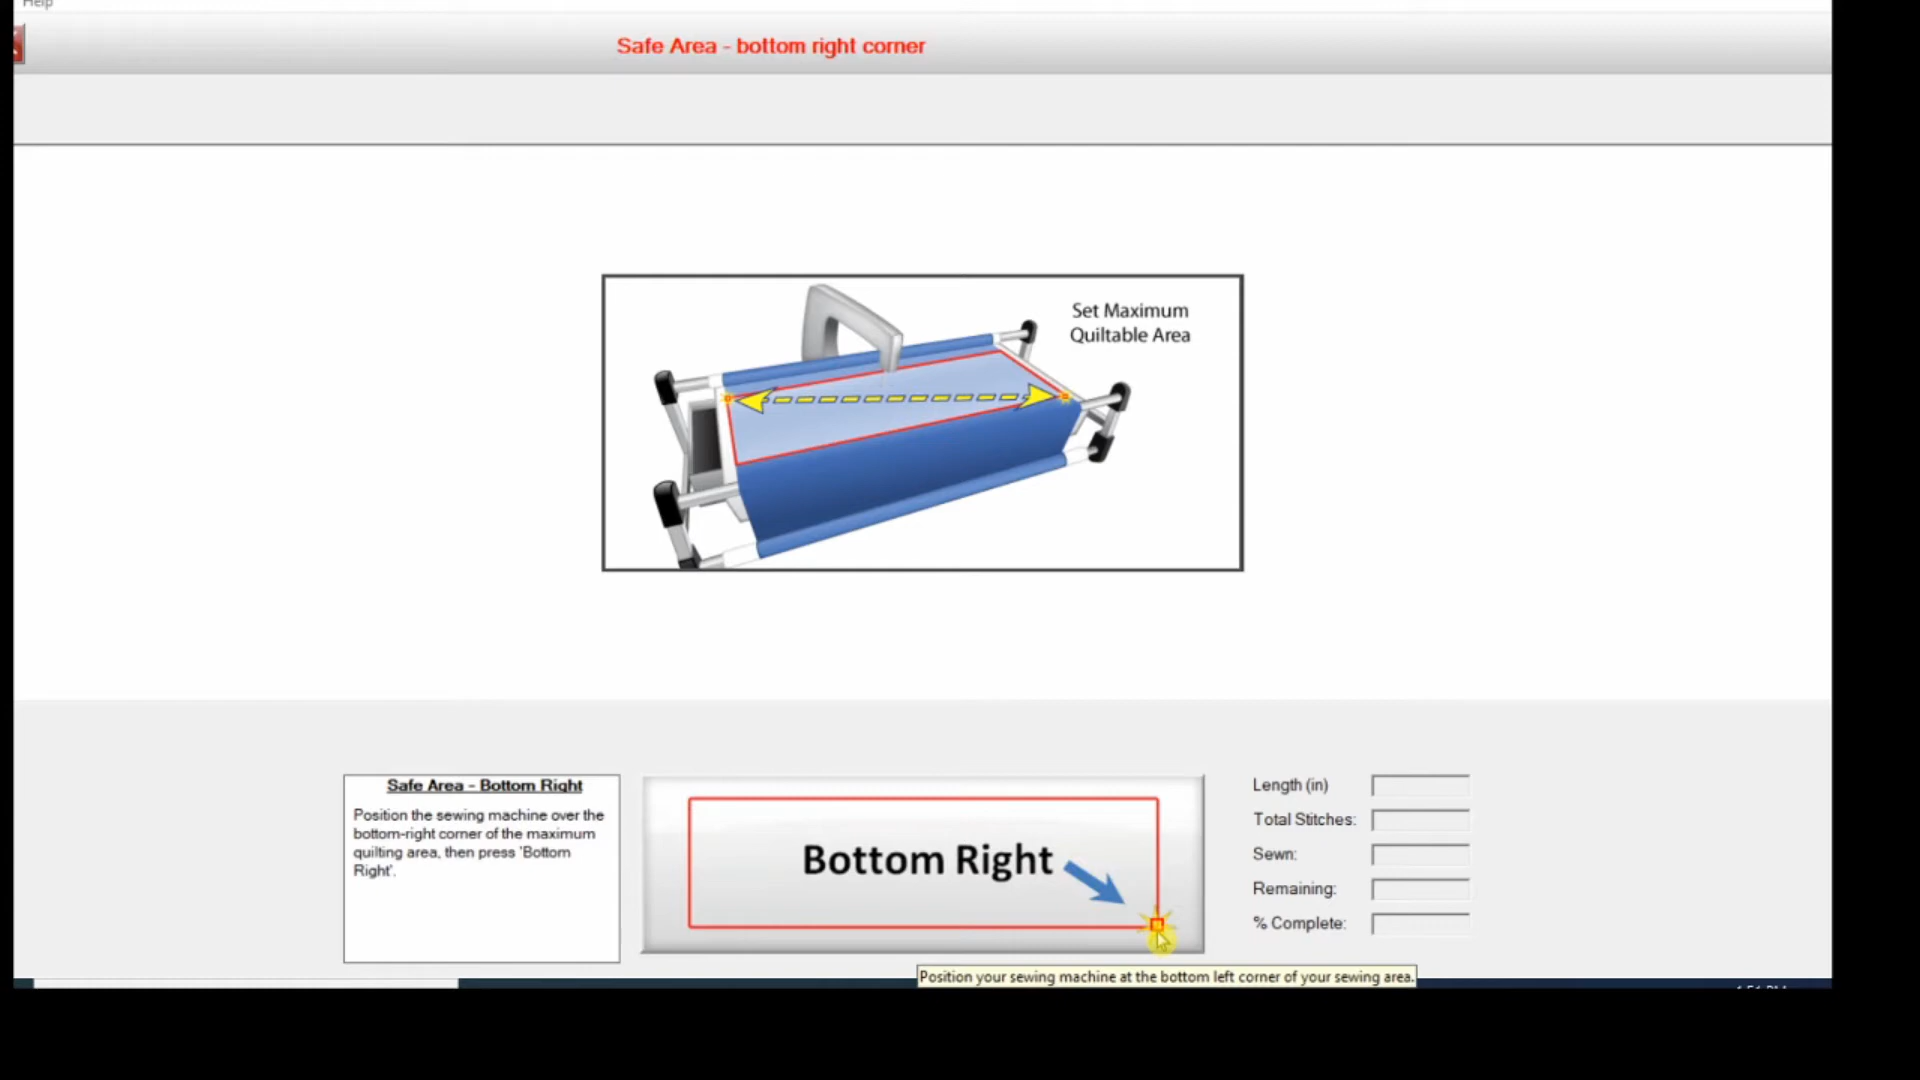 Help
Safe Area - bottom right corner
Set Maximum
Quiltable Area
Safe Area - Bottom Right
Position the sewing machine over the
bottom-right corner of the maximum
quilting area, then press 'Bottom
Right'.
Bottom Right
Length (in)
Total Stitches:
Sewn:
Remaining:
% Complete:
Position your sewing machine at the bottom left corner of your sewing area.